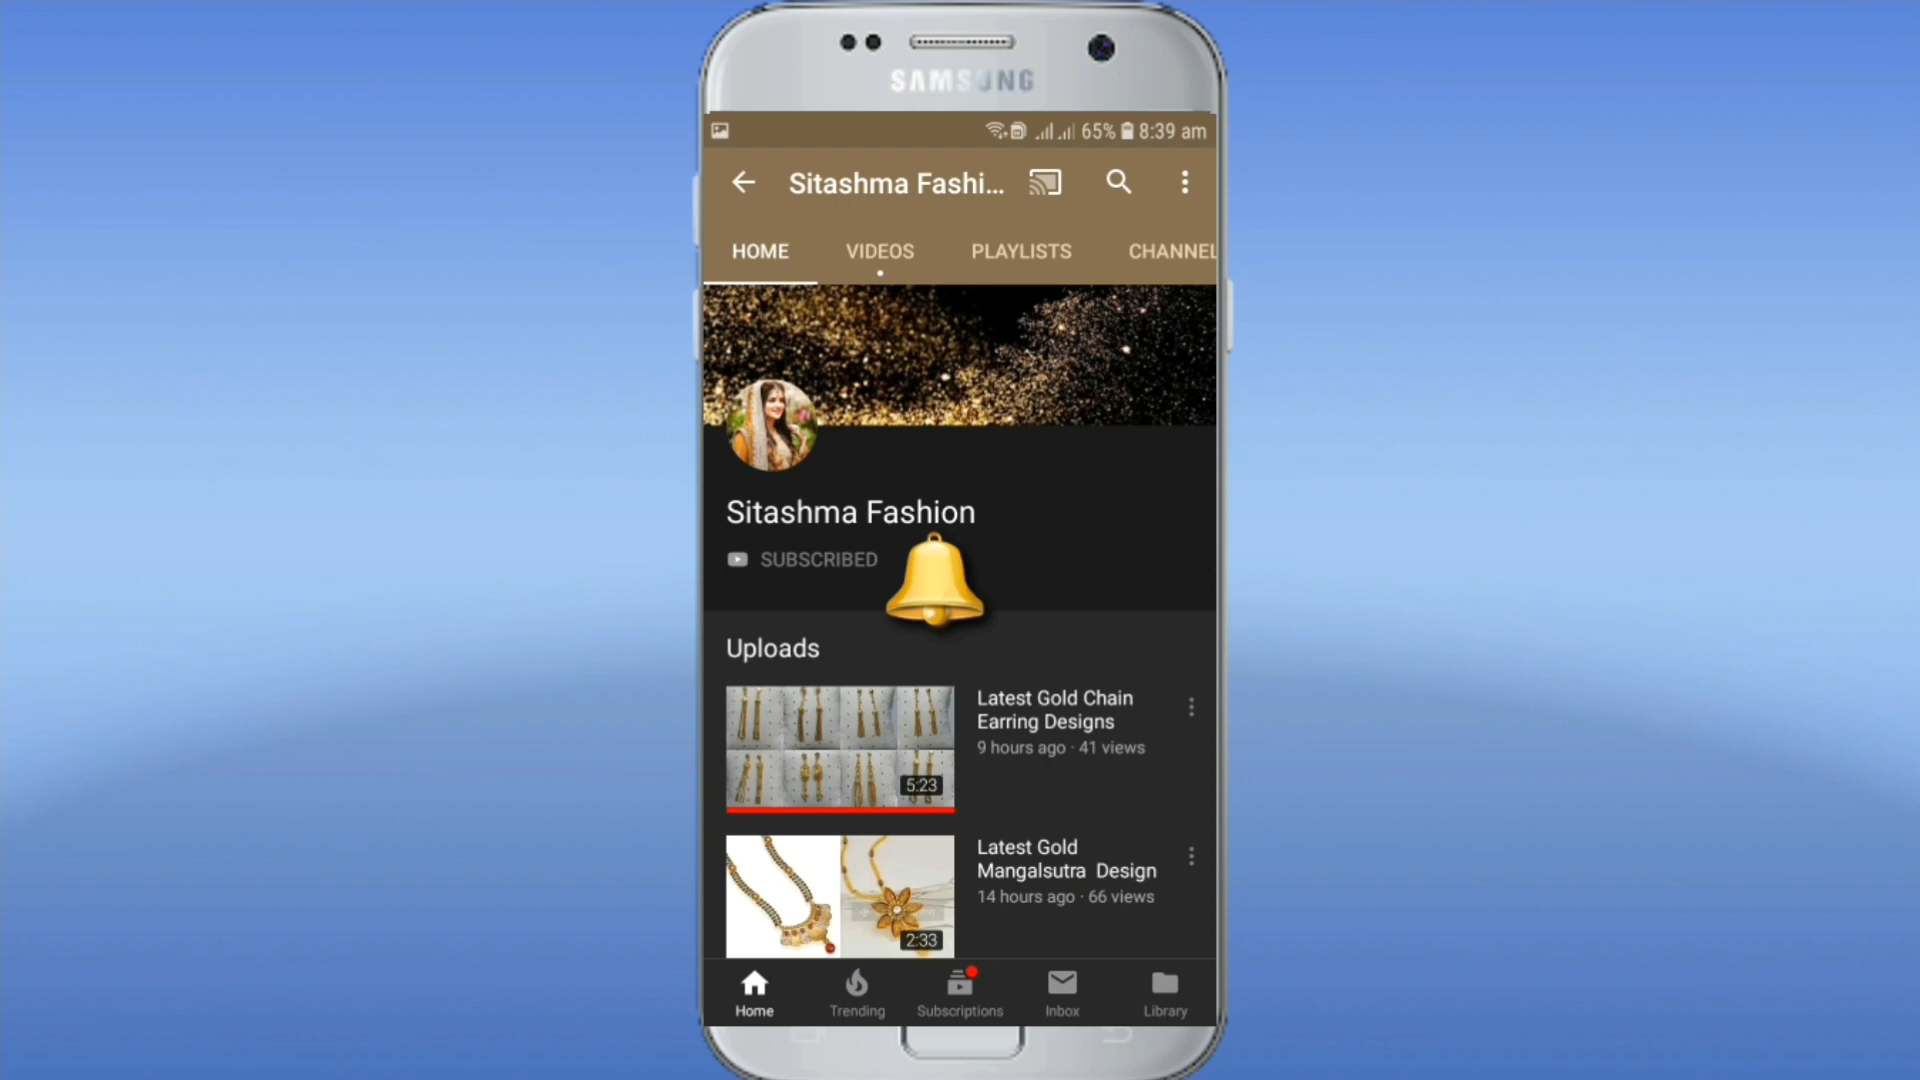 SAMSUNG
65% 8:39 am
Sitashma Fashi...
HOME VIDEOS PLAYLISTS CHANNEL
Sitashma Fashion
SUBSCRIBED
Uploads
Latest Gold Chain
Earring Designs
9 hours ago · 41 views
5:23
Latest Gold
Mangalsutra Design
14 hours ago · 66 views
2:33
Home Trending Subscriptions Inbox Library